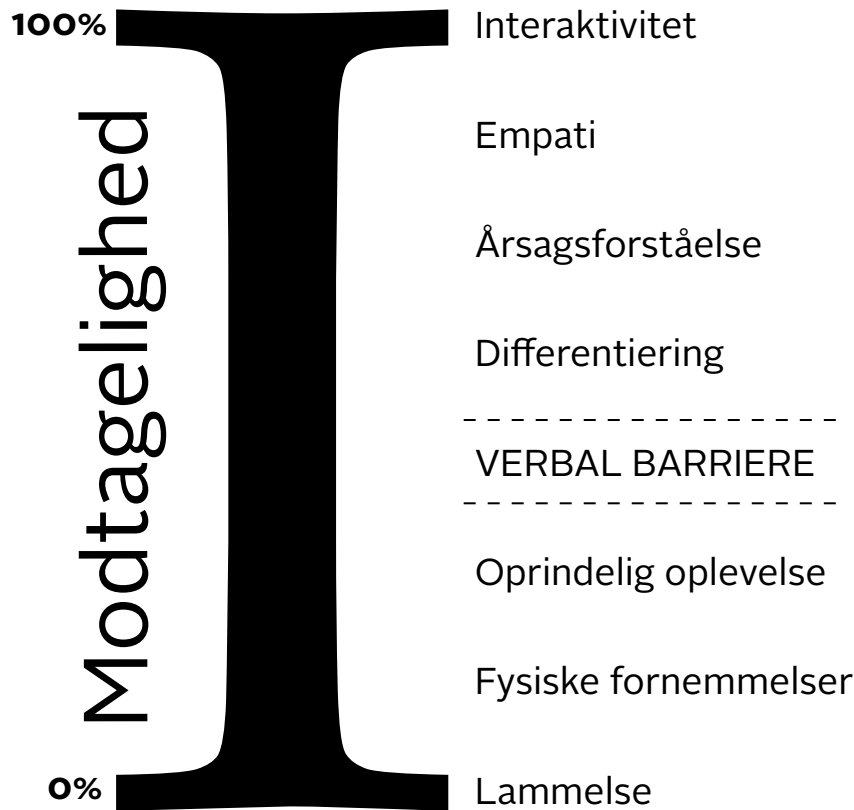 100%
Interaktivitet
Empati
Årsagsforståelse
Differentiering
VERBAL BARRIERE
Oprindelig oplevelse
Fysiske fornemmelser
0%
Lammelse
Modtagelighed